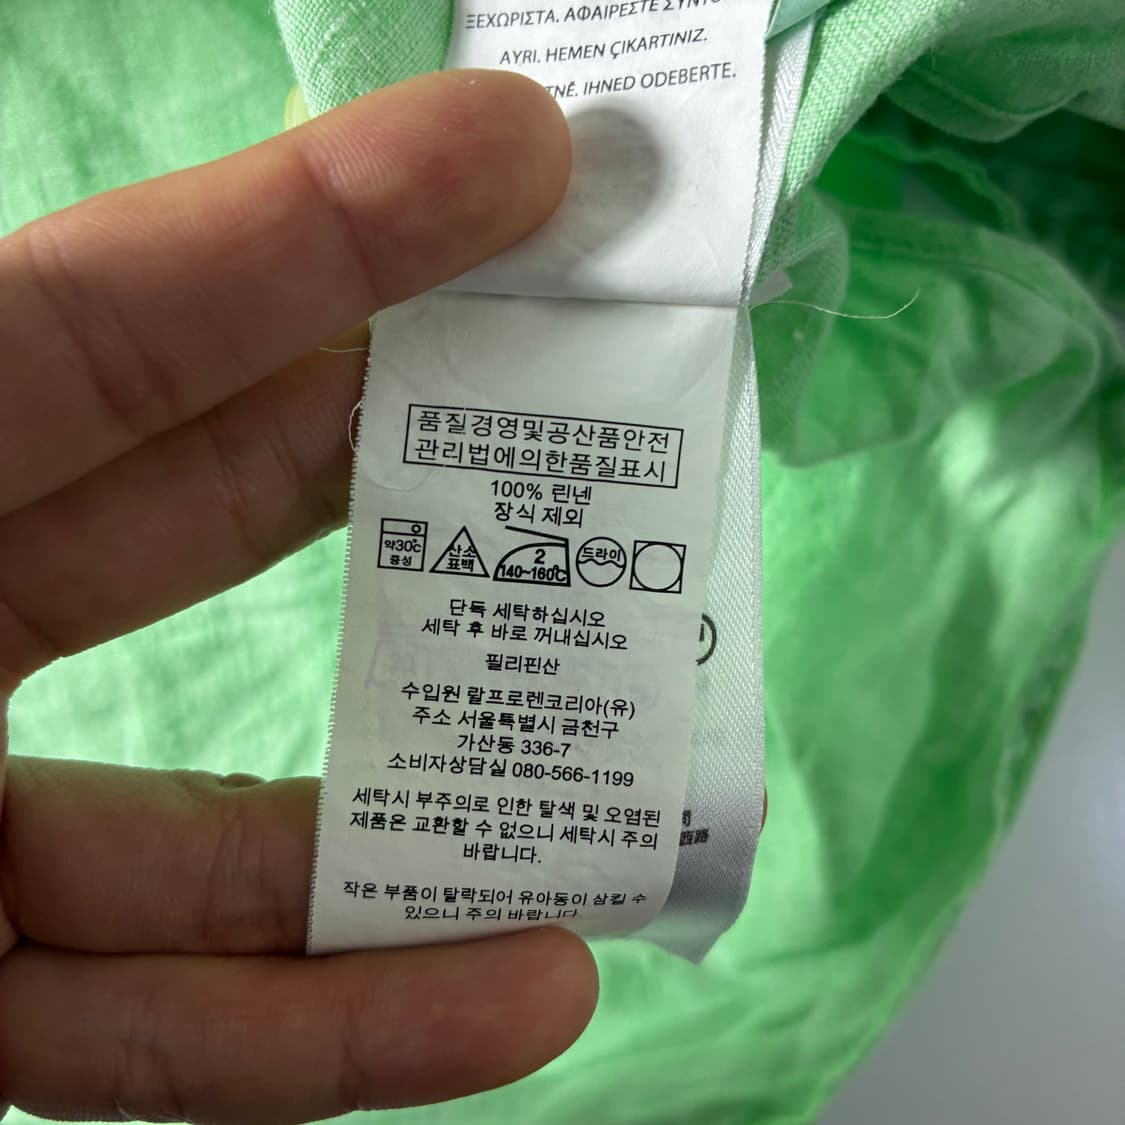 ΞΕΧΩΡΙΣΤΑ. ΑΦΑΙΡΕΣΤΕ
AYRI. HEMEN ÇIKARTINIZ.
IHNED ODEBERTE.
품질경영및공산품안전
관리법에의한품질표시
100% 린넨
장식 제외
약30℃ 중성
산소 표백
2 140~160℃
드라이
단독 세탁하십시오
세탁 후 바로 꺼내십시오
필리핀산
수입원 랄프로렌코리아(유)
주소 서울특별시 금천구
가산동 336-7
소비자상담실 080-566-1199
세탁시 부주의로 인한 탈색 및 오염된
제품은 교환할 수 없으니 세탁시 주의
바랍니다.
작은 부품이 탈락되어 유아동이 삼킬 수
있으니 주의 바랍니다.
司
西路